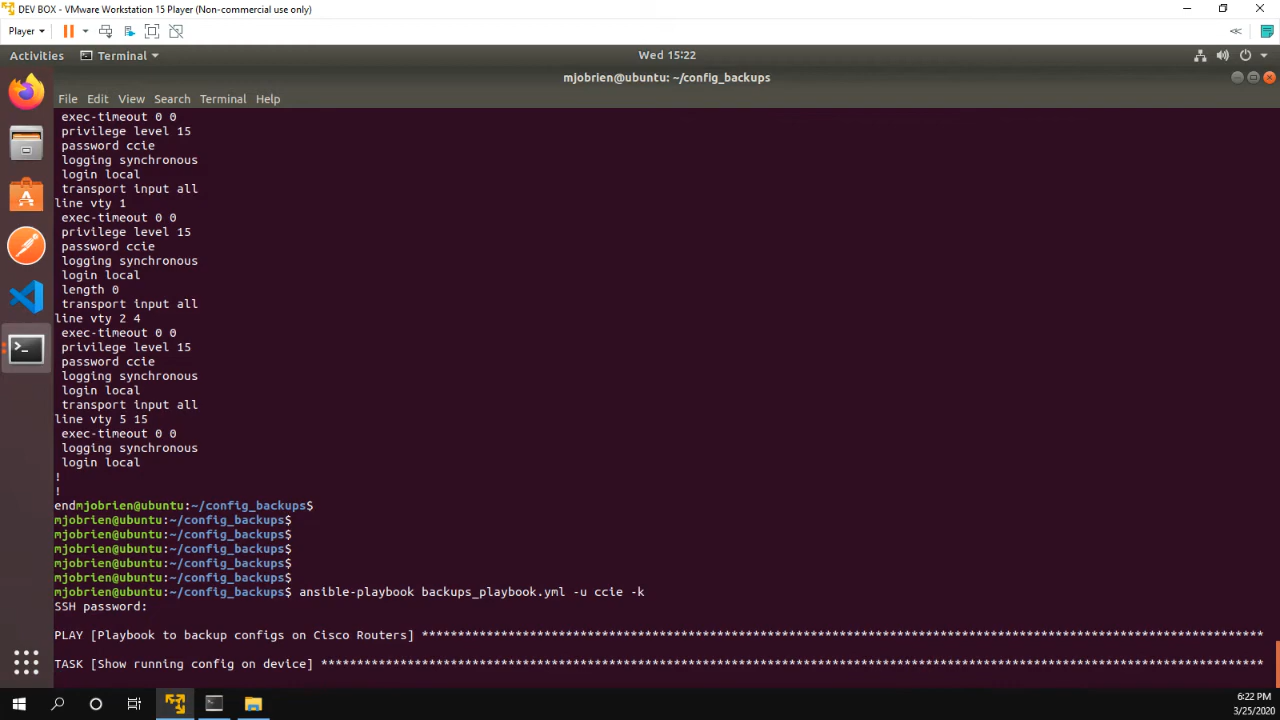 DEV BOX - VMware Workstation 15 Player (Non-commercial use only)
Player
Activities
Terminal
Wed 15:22
mjobrien@ubuntu: ~/config_backups
File Edit View Search Terminal Help
exec-timeout 0 0
privilege level 15
password ccie
logging synchronous
login local
transport input all
line vty 1
exec-timeout 0 0
privilege level 15
password ccie
logging synchronous
login local
length 0
transport input all
line vty 2 4
exec-timeout 0 0
privilege level 15
password ccie
logging synchronous
login local
transport input all
line vty 5 15
exec-timeout 0 0
logging synchronous
login local
!
!
endmjobrien@ubuntu:~/config_backups$
mjobrien@ubuntu:~/config_backups$
mjobrien@ubuntu:~/config_backups$
mjobrien@ubuntu:~/config_backups$
mjobrien@ubuntu:~/config_backups$
mjobrien@ubuntu:~/config_backups$
mjobrien@ubuntu:~/config_backups$ ansible-playbook backups_playbook.yml -u ccie -k
SSH password:
PLAY [Playbook to backup configs on Cisco Routers] *********************************************************************************************************************
TASK [Show running config on device] ***********************************************************************************************************************************
6:22 PM
3/25/2020